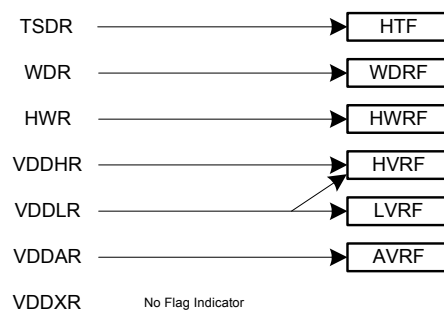 TSDR HTF
WDR WDRF
HWR HWRF
VDDHR HVRF
VDDLR LVRF
VDDAR AVRF
VDDXR No Flag Indicator